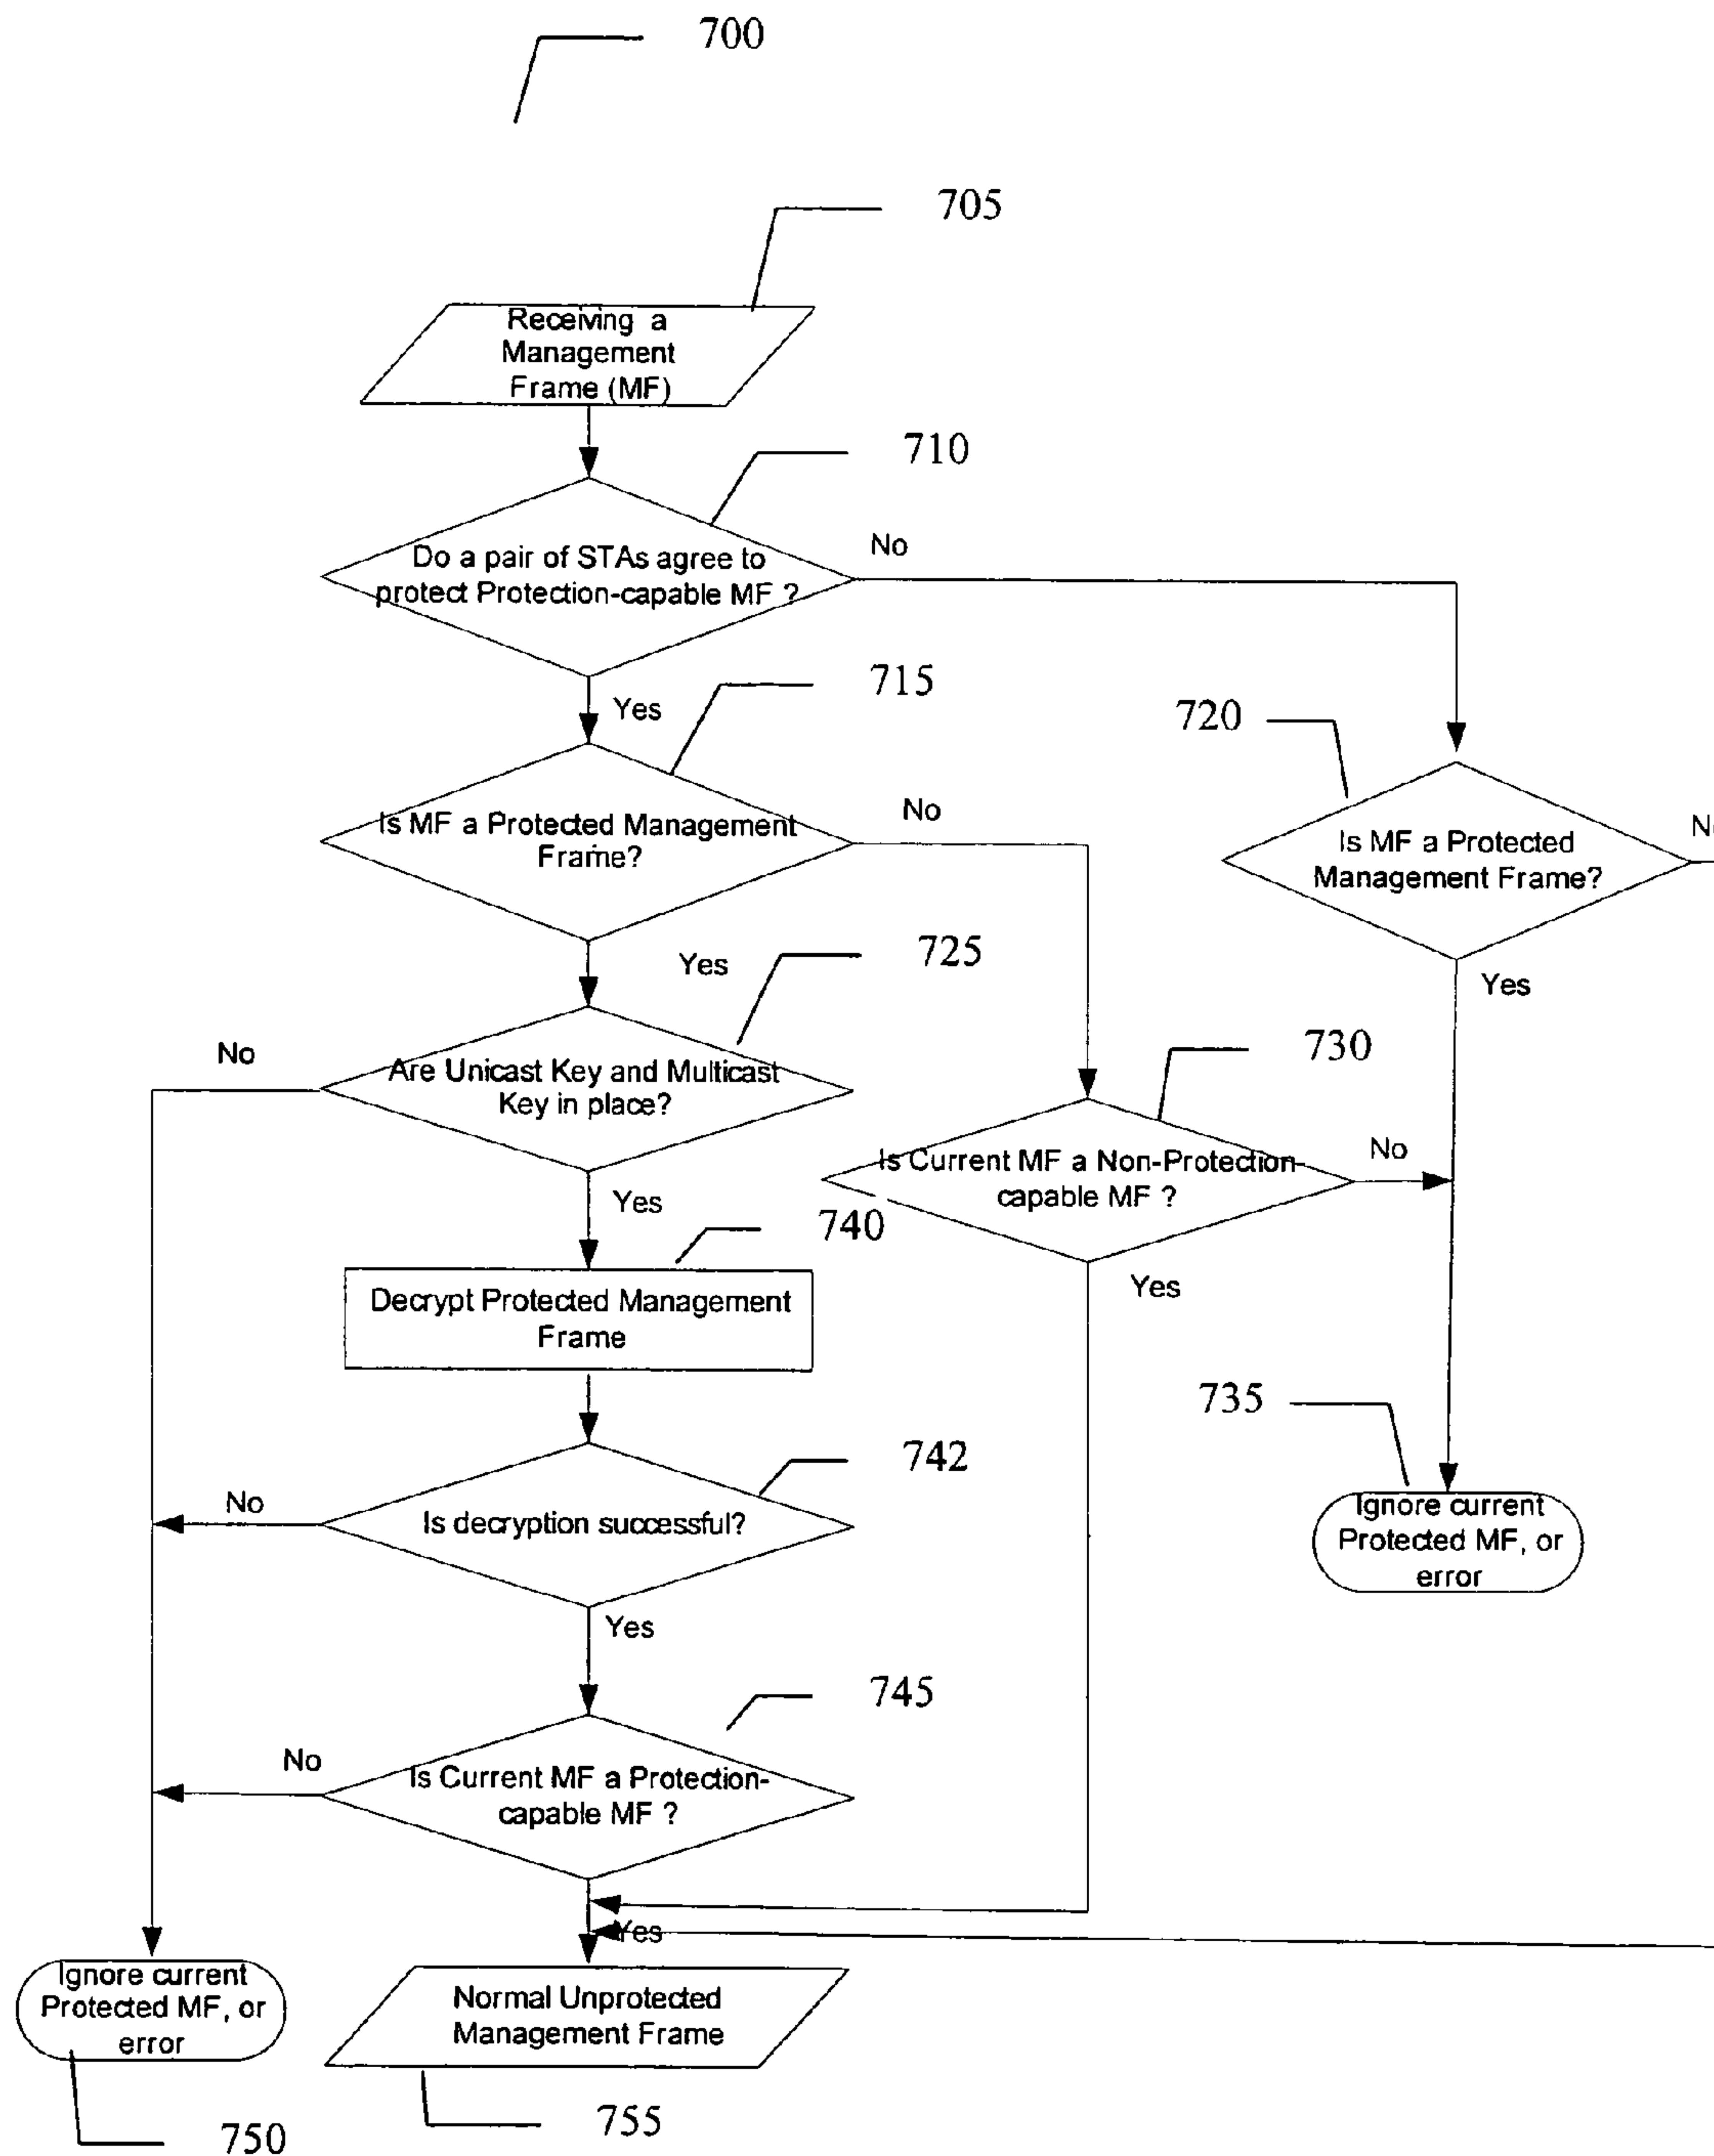 700
705
Receiving a
Management
Frame (MF)
710
Do a pair of STAs agree to
protect Protection-capable MF ?
No
Yes
715
720
Is MF a Protected Management
Frame?
No
Is MF a Protected
Management Frame?
Yes
725
Yes
Are Unicast Key and Multicast
Key in place?
No
730
Is Current MF a Non-Protection-
capable MF ?
No
Yes
Yes
740
Decrypt Protected Management
Frame
735
Ignore current
Protected MF, or
error
742
Is decryption successful?
No
Yes
745
Is Current MF a Protection-
capable MF ?
No
Yes
Ignore current
Protected MF, or
error
Normal Unprotected
Management Frame
750
755